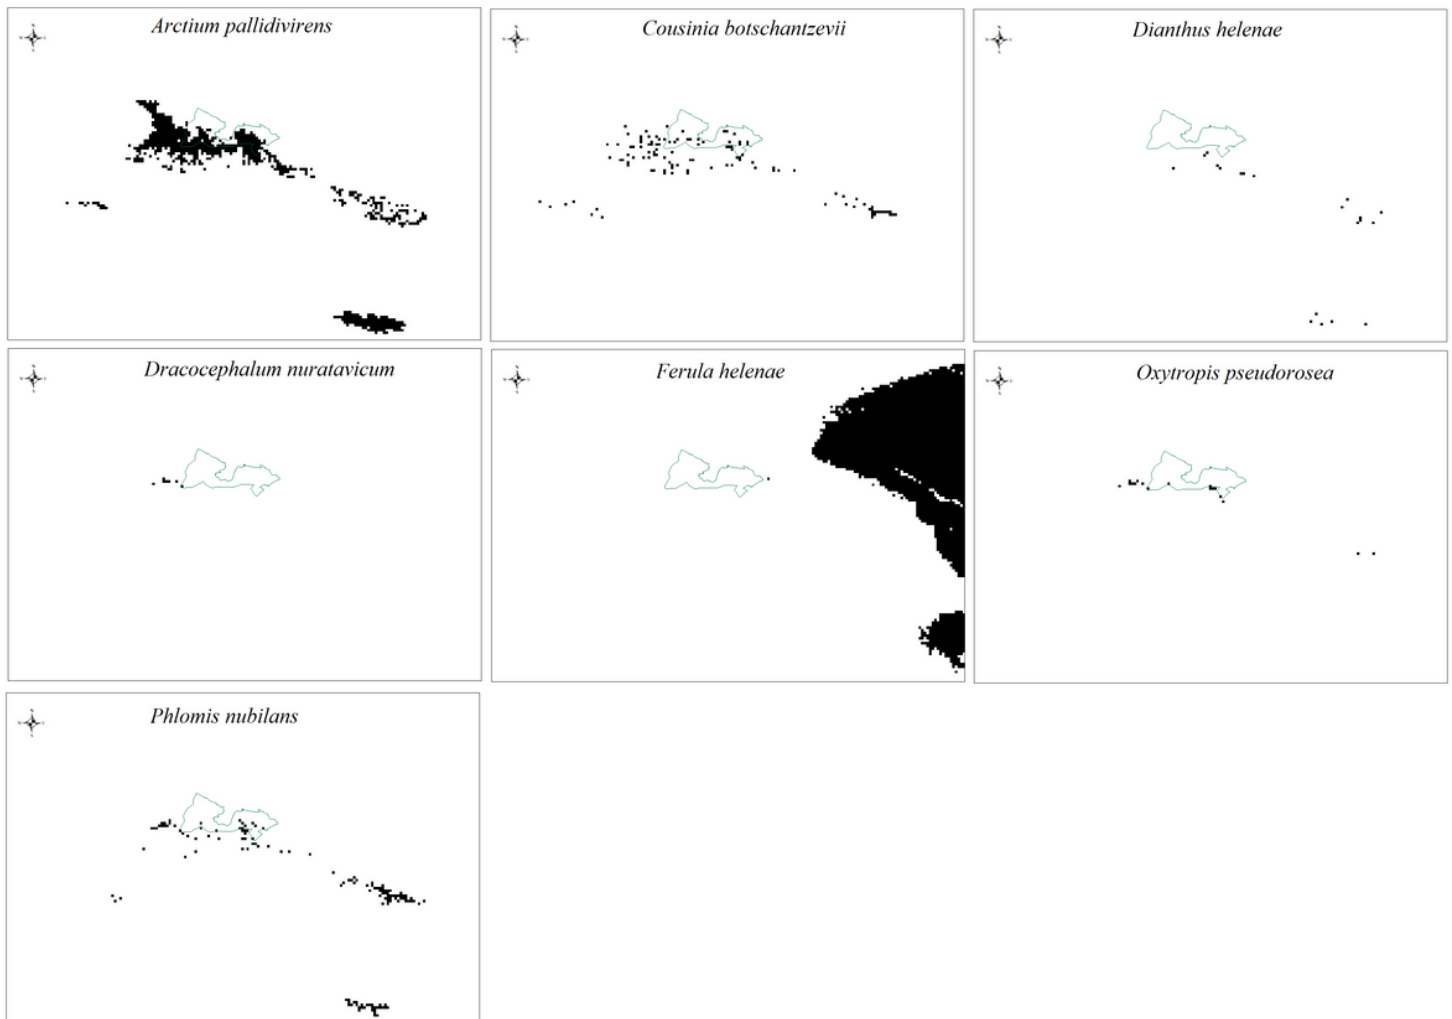 Arctium pallidivirens
Cousinia botschantzevii
Dianthus helenae
Dracocephalum nuratavicum
Ferula helenae
Oxytropis pseudorosea
Phlomis nubilans